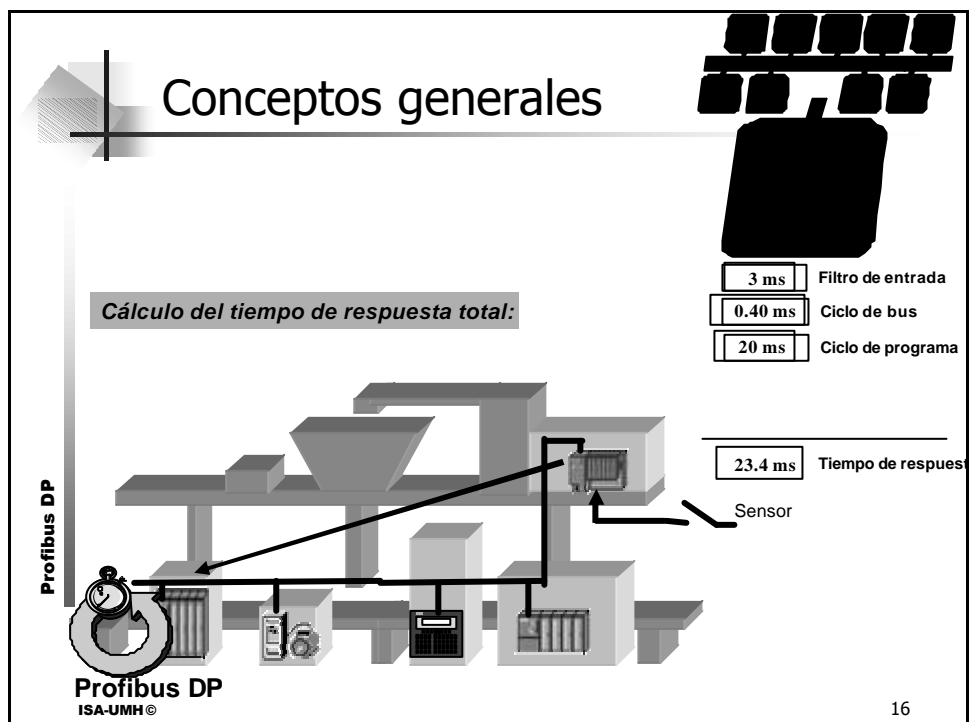 Conceptos generales
Cálculo del tiempo de respuesta total:
3 ms Filtro de entrada
0.40 ms Ciclo de bus
20 ms Ciclo de programa
23.4 ms Tiempo de respuest
Sensor
Profibus DP
Profibus DP
ISA-UMH©
16